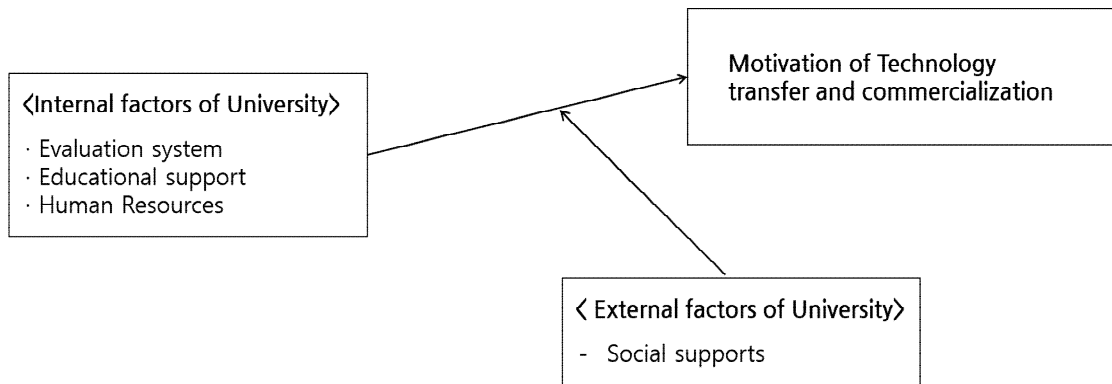 〈Internal factors of University〉
· Evaluation system
· Educational support
· Human Resources
Motivation of Technology
transfer and commercialization
〈 External factors of University〉
- Social supports